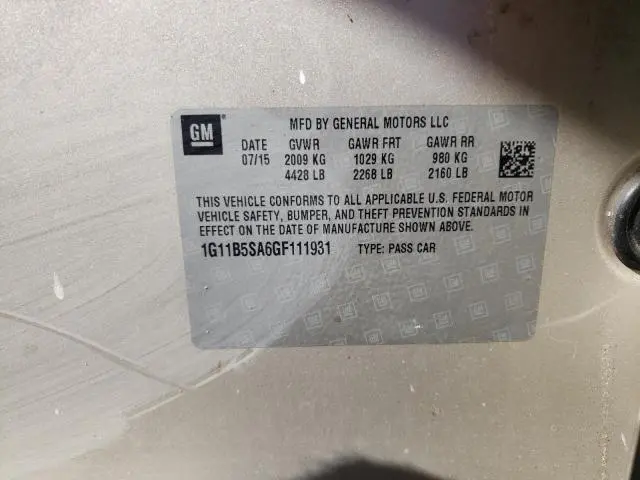 GM
MFD BY GENERAL MOTORS LLC
DATE GVWR GAWR FRT GAWR RR
07/15 2009 KG 1029 KG 980 KG
4428 LB 2268 LB 2160 LB
THIS VEHICLE CONFORMS TO ALL APPLICABLE U.S. FEDERAL MOTOR
VEHICLE SAFETY, BUMPER, AND THEFT PREVENTION STANDARDS IN
EFFECT ON THE DATE OF MANUFACTURE SHOWN ABOVE.
1G11B5SA6GF111931 TYPE: PASS CAR